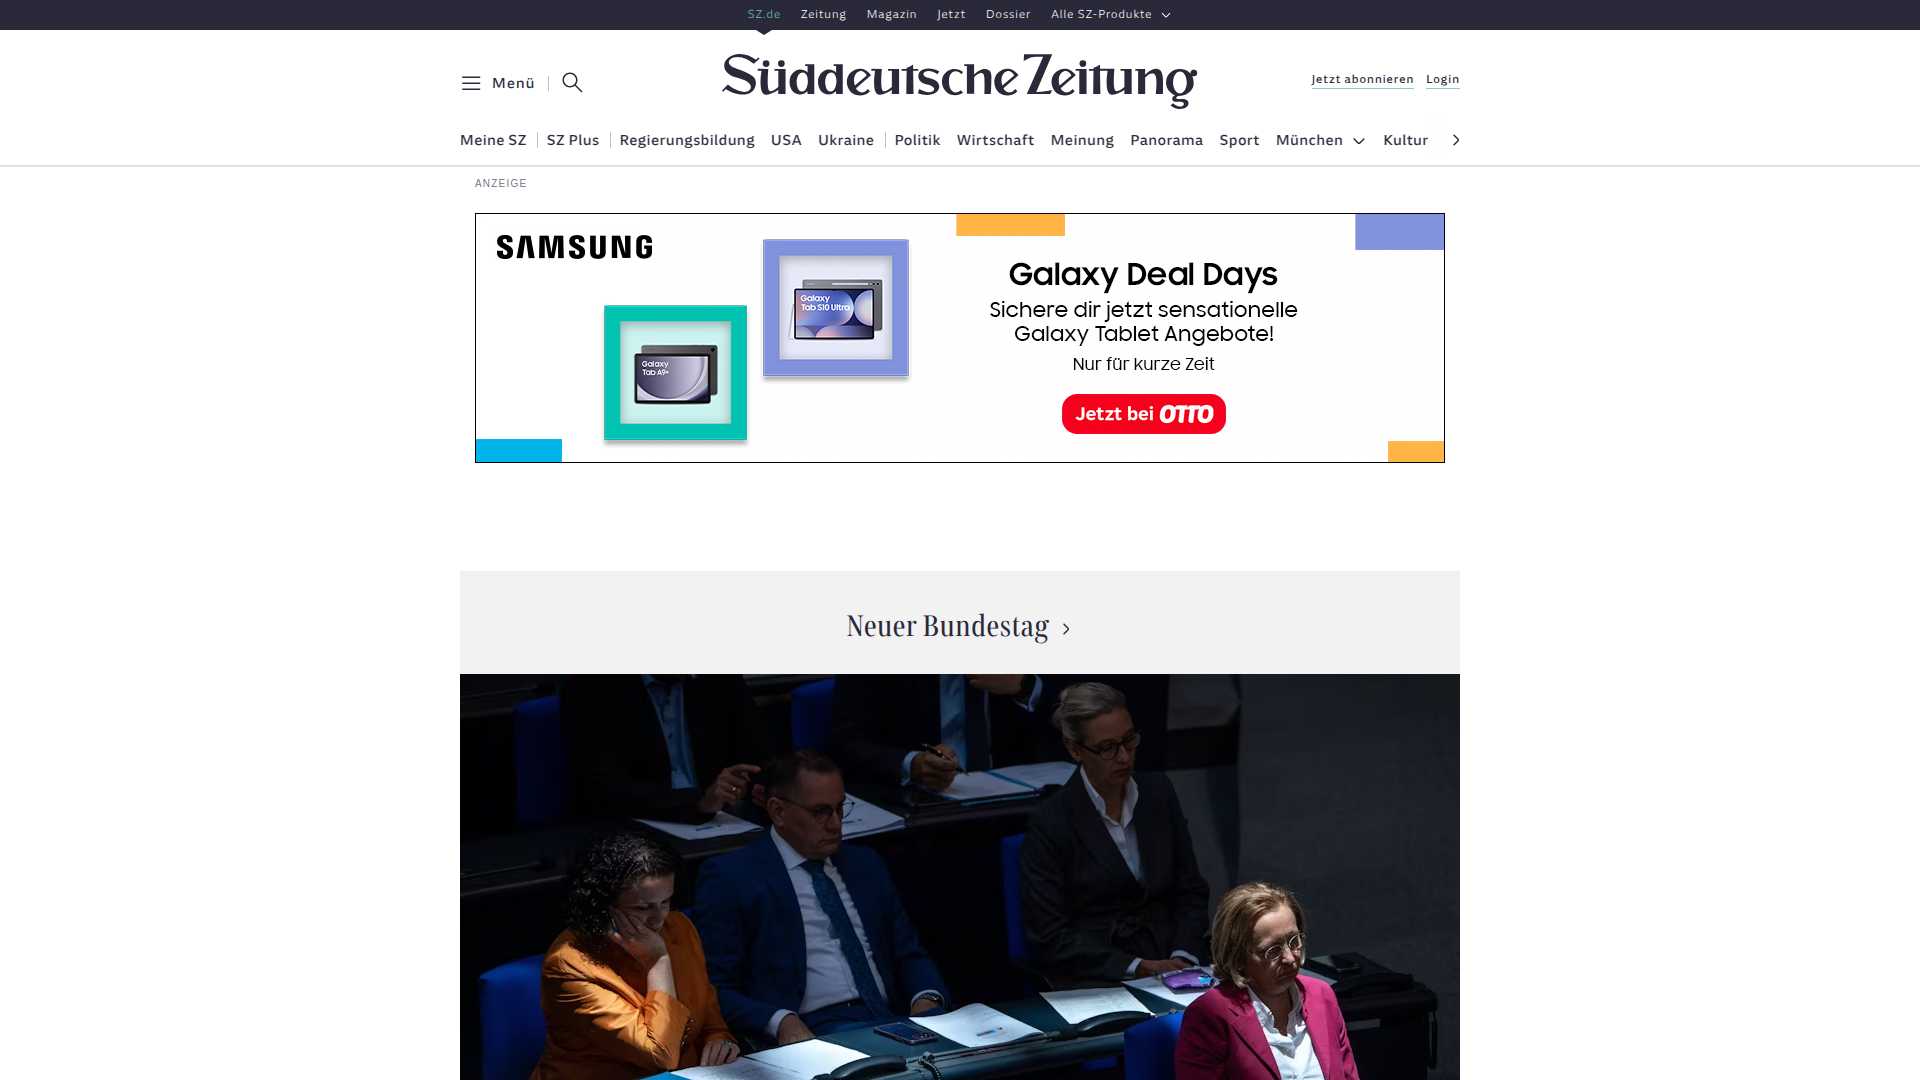 SZ.de Zeitung Magazin Jetzt Dossier Alle SZ-Produkte
Menü
Süddeutsche Zeitung
Jetzt abonnieren Login
Meine SZ SZ Plus Regierungsbildung USA Ukraine Politik Wirtschaft Meinung Panorama Sport München Kultur
ANZEIGE
SAMSUNG
Galaxy
Tab S10 Ultra
Galaxy
Tab A9+
Galaxy Deal Days
Sichere dir jetzt sensationelle
Galaxy Tablet Angebote!
Nur für kurze Zeit
Jetzt bei OTTO
Neuer Bundestag